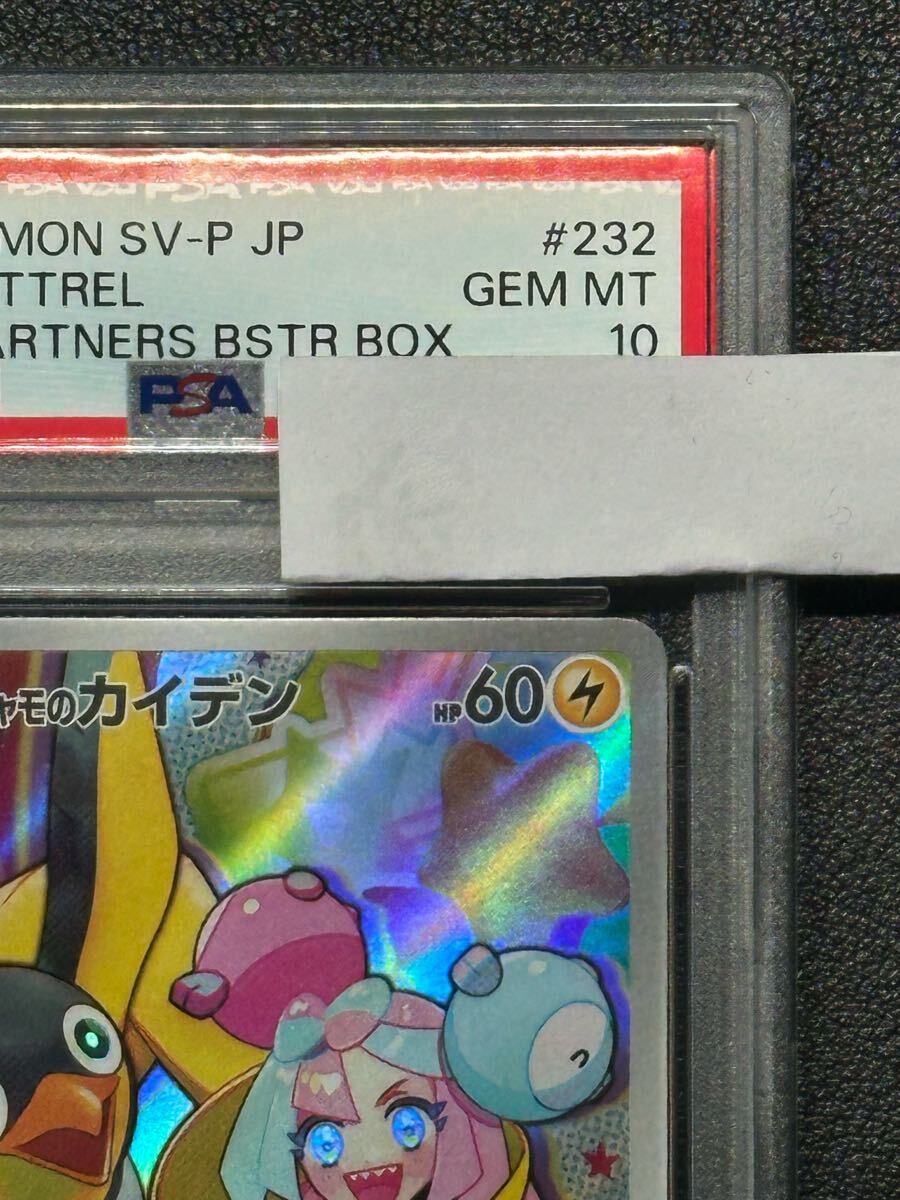 MON SV-P JP #232
TTREL GEM MT
ARTNERS BSTR BOX 10
PSA
ャモのカイデン HP60